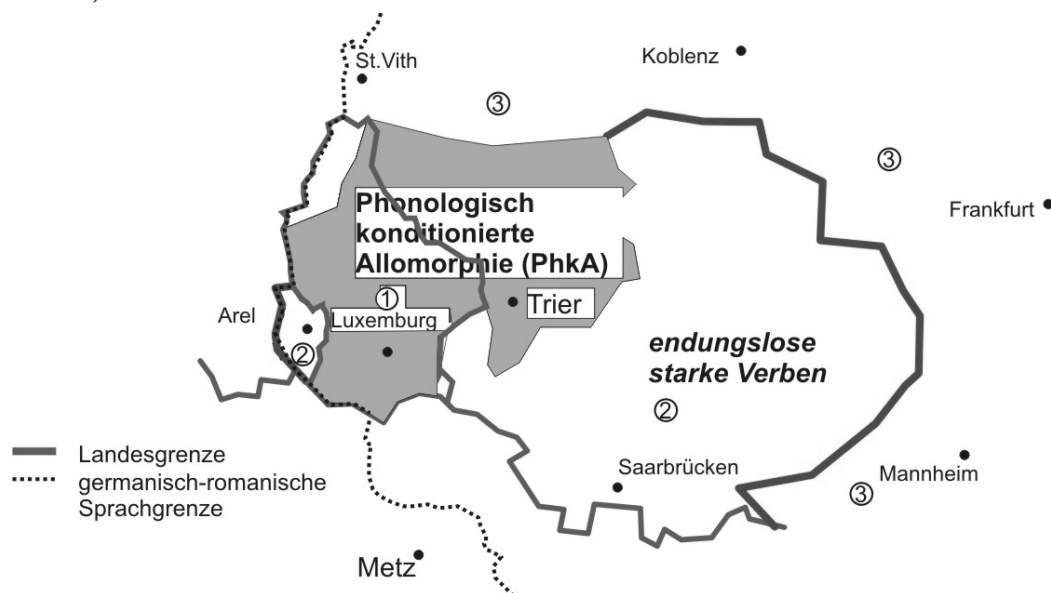 St.Vith
Koblenz
③
③
Phonologisch
konditionierte
Allomorphie (PhkA)
Frankfurt
①
Trier
Arel
Luxemburg
②
endungslose
starke Verben
②
Landesgrenze
germanisch-romanische
Sprachgrenze
Saarbrücken
Mannheim
③
Metz